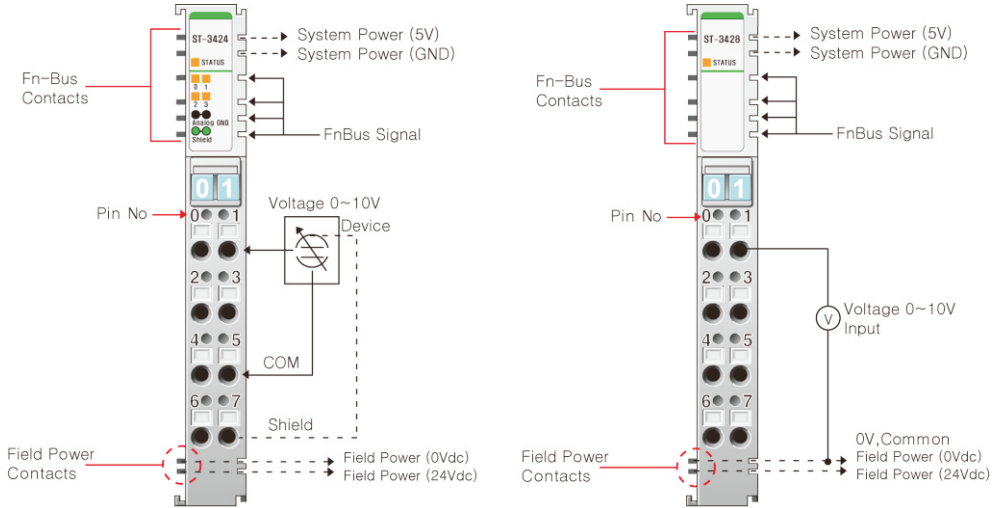 ST-3424
STATUS
0 1
2 3
Analog GND
Shield
System Power (5V)
System Power (GND)
Fn-Bus
Contacts
FnBus Signal
01
Pin No
0 1
Voltage 0~10V
Device
2 3
4 5
COM
6 7
Shield
Field Power
Contacts
Field Power (0Vdc)
Field Power (24Vdc)
ST-3428
STATUS
System Power (5V)
System Power (GND)
Fn-Bus
Contacts
FnBus Signal
01
Pin No
0 1
2 3
V
Voltage 0~10V
Input
4 5
6 7
Field Power
Contacts
0V,Common
Field Power (0Vdc)
Field Power (24Vdc)